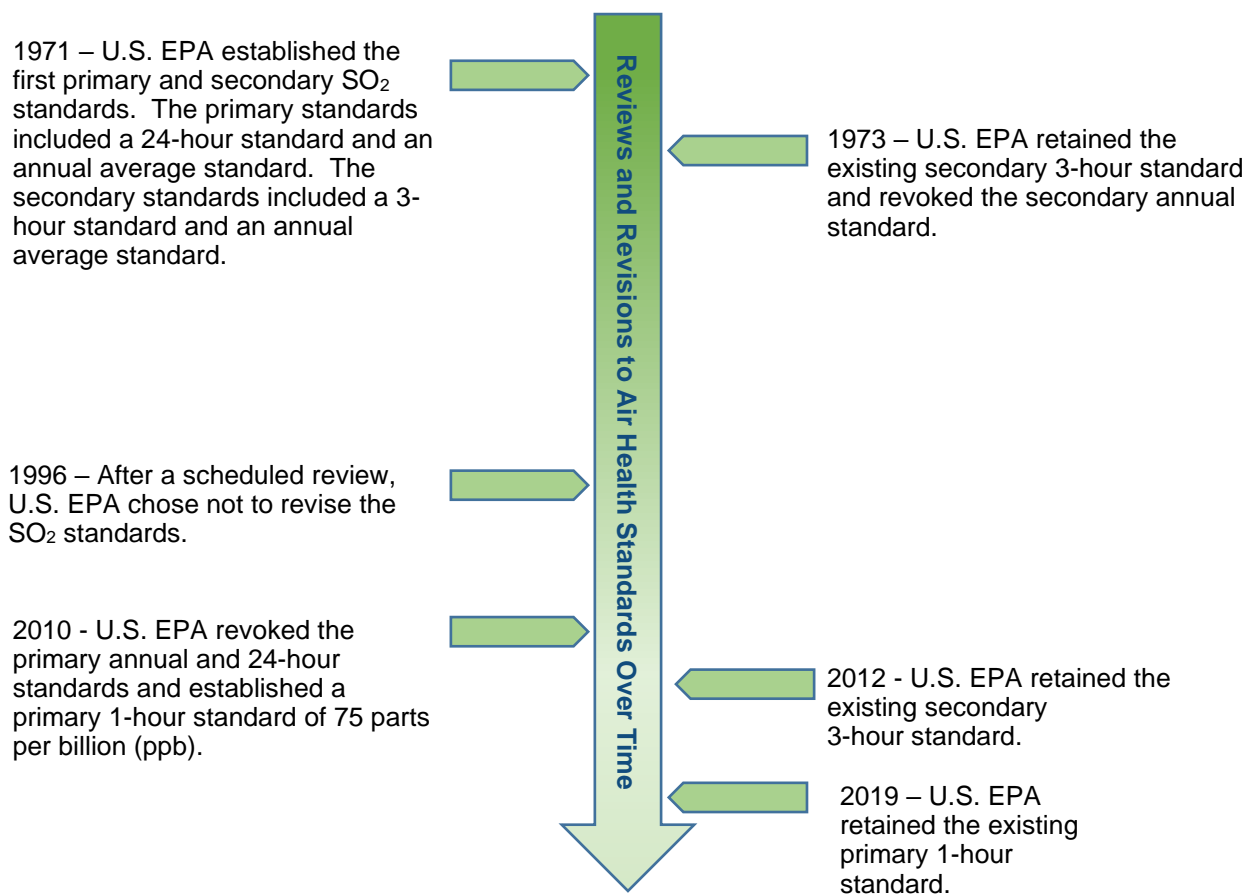 1971 – U.S. EPA established the
first primary and secondary SO₂
standards.  The primary standards
included a 24-hour standard and an
annual average standard.  The
secondary standards included a 3-
hour standard and an annual
average standard.
1973 – U.S. EPA retained the
existing secondary 3-hour standard
and revoked the secondary annual
standard.
Reviews and Revisions to Air Health Standards Over Time
1996 – After a scheduled review,
U.S. EPA chose not to revise the
SO₂ standards.
2010 - U.S. EPA revoked the
primary annual and 24-hour
standards and established a
primary 1-hour standard of 75 parts
per billion (ppb).
2012 - U.S. EPA retained the
existing secondary
3-hour standard.
2019 – U.S. EPA
retained the existing
primary 1-hour
standard.